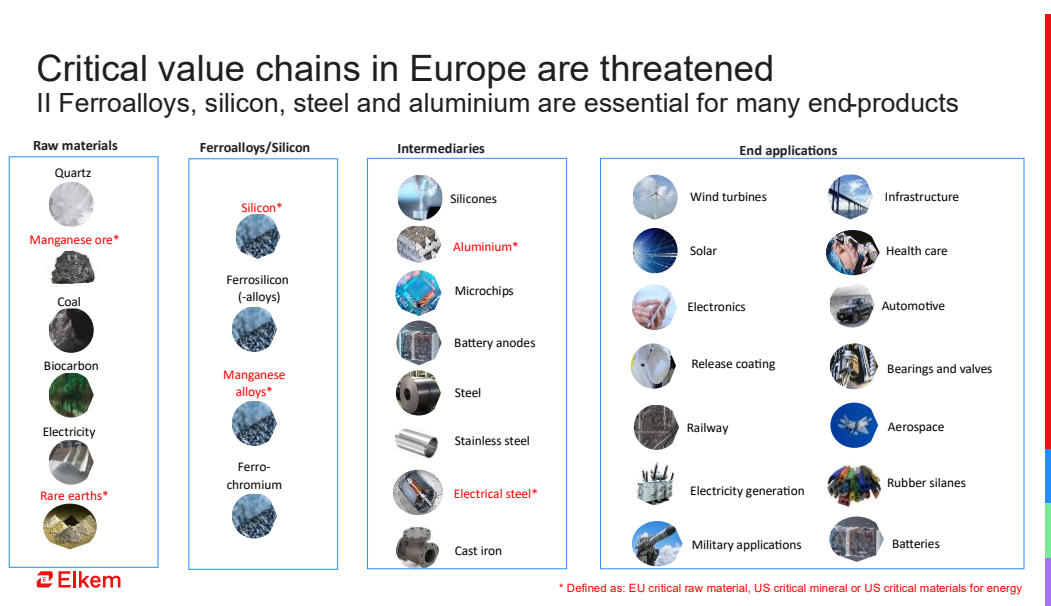 Critical value chains in Europe are threatened
II Ferroalloys, silicon, steel and aluminium are essential for many end-products
Raw materials
Quartz
Manganese ore*
Coal
Biocarbon
Electricity
Rare earths*
Ferroalloys/Silicon
Silicon*
Ferrosilicon
(-alloys)
Manganese
alloys*
Ferro-
chromium
Intermediaries
Silicones
Aluminium*
Microchips
Battery anodes
Steel
Stainless steel
Electrical steel*
Cast iron
End applications
Wind turbines
Solar
Electronics
Release coating
Railway
Electricity generation
Military applications
Infrastructure
Health care
Automotive
Bearings and valves
Aerospace
Rubber silanes
Batteries
Elkem
* Defined as: EU critical raw material, US critical mineral or US critical materials for energy